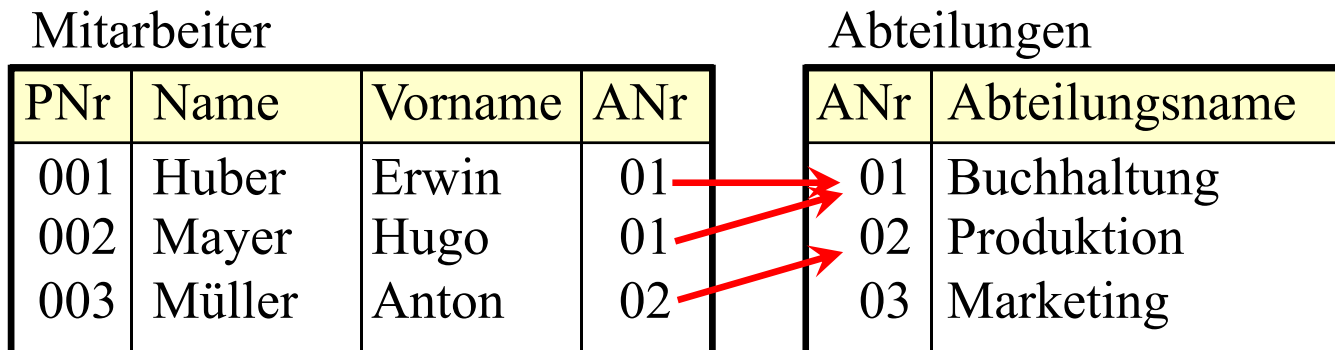 Mitarbeiter Abteilungen
PNr Name Vorname ANr ANr Abteilungsname
001 Huber Erwin 01 01 Buchhaltung
002 Mayer Hugo 01 02 Produktion
003 Müller Anton 02 03 Marketing